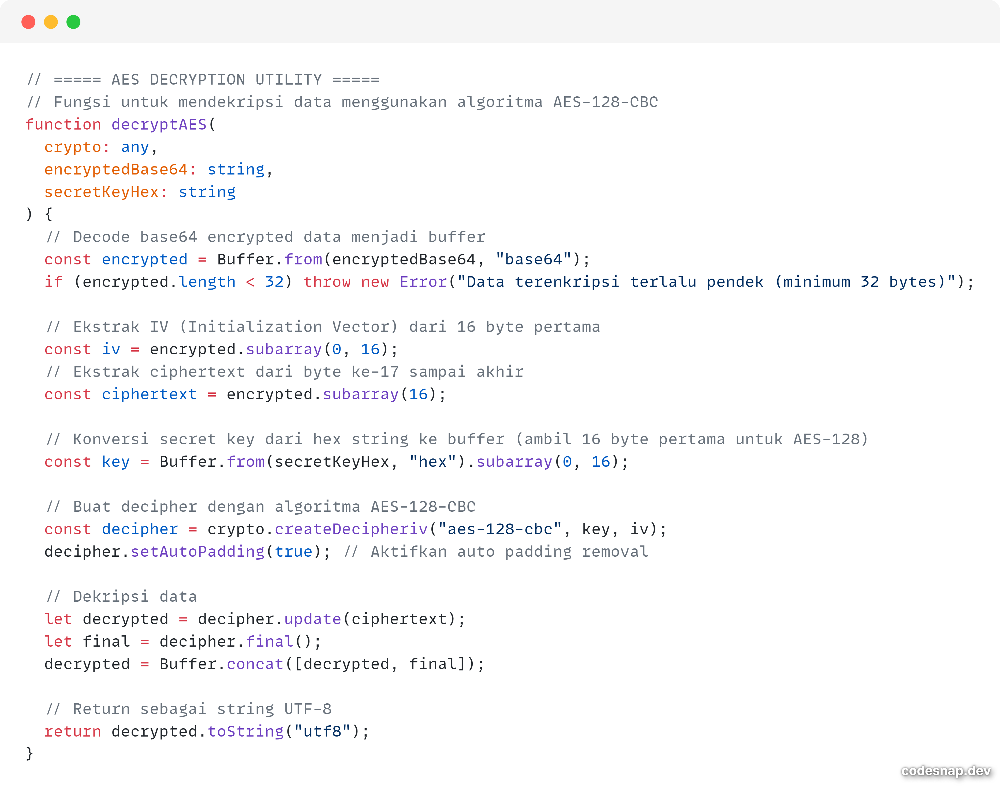 // ===== AES DECRYPTION UTILITY =====
// Fungsi untuk mendekripsi data menggunakan algoritma AES-128-CBC
function decryptAES(
  crypto: any,
  encryptedBase64: string,
  secretKeyHex: string
) {
  // Decode base64 encrypted data menjadi buffer
  const encrypted = Buffer.from(encryptedBase64, "base64");
  if (encrypted.length < 32) throw new Error("Data terenkripsi terlalu pendek (minimum 32 bytes)");

  // Ekstrak IV (Initialization Vector) dari 16 byte pertama
  const iv = encrypted.subarray(0, 16);
  // Ekstrak ciphertext dari byte ke-17 sampai akhir
  const ciphertext = encrypted.subarray(16);

  // Konversi secret key dari hex string ke buffer (ambil 16 byte pertama untuk AES-128)
  const key = Buffer.from(secretKeyHex, "hex").subarray(0, 16);

  // Buat decipher dengan algoritma AES-128-CBC
  const decipher = crypto.createDecipheriv("aes-128-cbc", key, iv);
  decipher.setAutoPadding(true); // Aktifkan auto padding removal

  // Dekripsi data
  let decrypted = decipher.update(ciphertext);
  let final = decipher.final();
  decrypted = Buffer.concat([decrypted, final]);

  // Return sebagai string UTF-8
  return decrypted.toString("utf8");
}
codesnap.dev